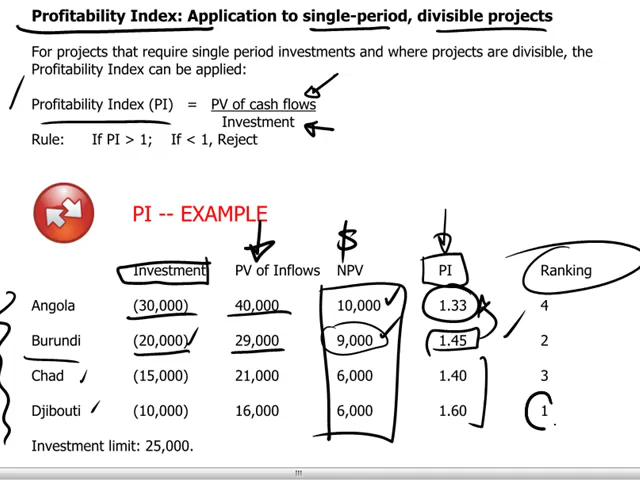 Profitability Index: Application to single-period, divisible projects
For projects that require single period investments and where projects are divisible, the
Profitability Index can be applied:
Profitability Index (PI) = PV of cash flows
Investment
Rule: If PI > 1; If < 1, Reject
PI -- EXAMPLE
$
Investment PV of Inflows NPV PI Ranking
Angola (30,000) 40,000 10,000 1.33 4
Burundi (20,000) 29,000 9,000 1.45 2
Chad (15,000) 21,000 6,000 1.40 3
Djibouti (10,000) 16,000 6,000 1.60 1
Investment limit: 25,000.